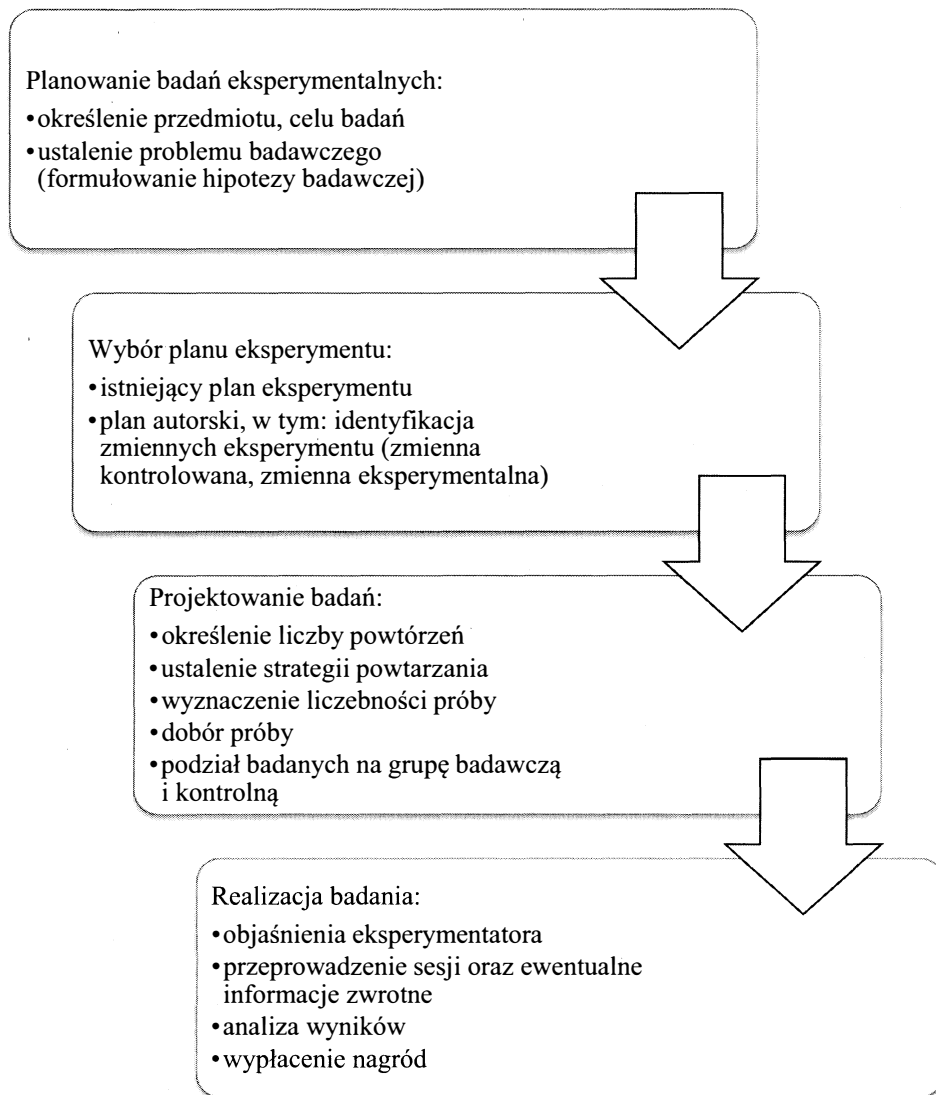 Planowanie badań eksperymentalnych:
•określenie przedmiotu, celu badań
•ustalenie problemu badawczego
(formułowanie hipotezy badawczej)
Wybór planu eksperymentu:
•istniejący plan eksperymentu
•plan autorski, w tym: identyfikacja
zmiennych eksperymentu (zmienna
kontrolowana, zmienna eksperymentalna)
Projektowanie badań:
•określenie liczby powtórzeń
•ustalenie strategii powtarzania
•wyznaczenie liczebności próby
•dobór próby
•podział badanych na grupę badawczą
i kontrolną
Realizacja badania:
•objaśnienia eksperymentatora
•przeprowadzenie sesji oraz ewentualne
informacje zwrotne
•analiza wyników
•wypłacenie nagród